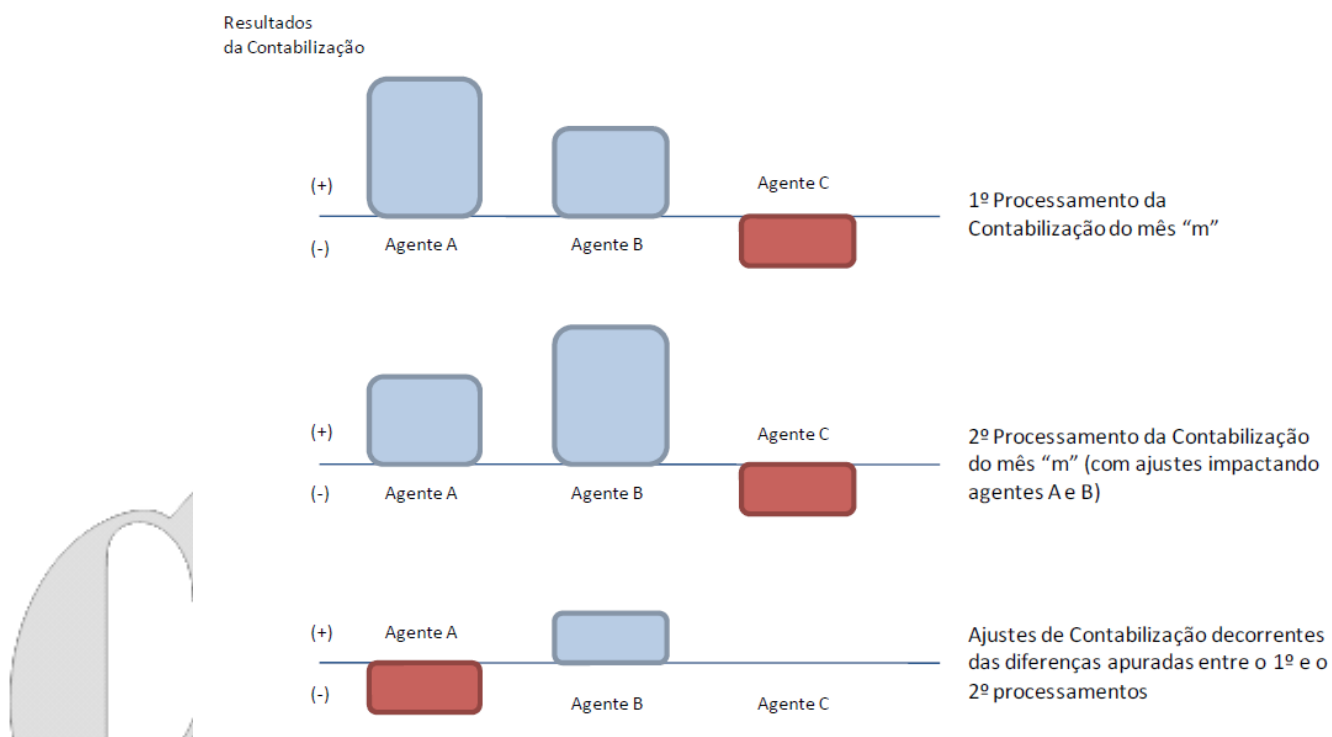 Resultados
da Contabilização
(+)
Agente C
(-)
Agente A
Agente B
1º Processamento da
Contabilização do mês “m”
(+)
Agente C
(-)
Agente A
Agente B
2º Processamento da Contabilização
do mês “m” (com ajustes impactando
agentes A e B)
(+)
Agente A
(-)
Agente B
Agente C
Ajustes de Contabilização decorrentes
das diferenças apuradas entre o 1º e o
2º processamentos